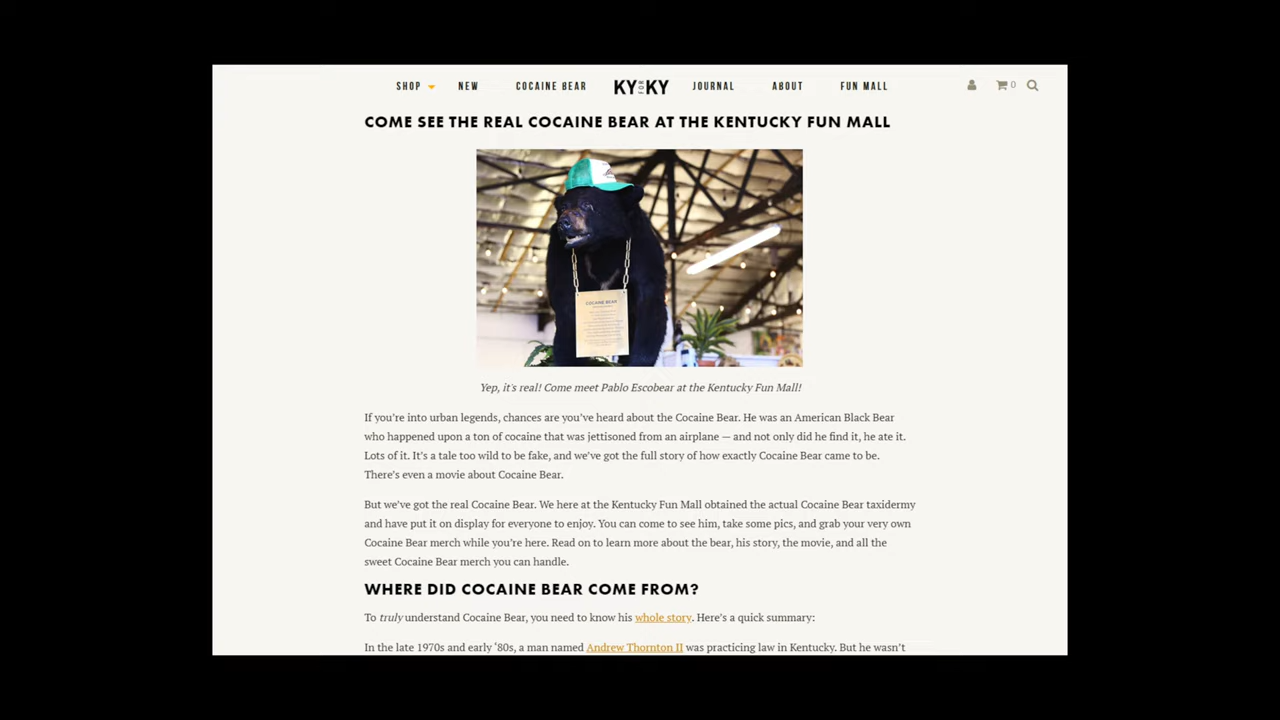 SHOP NEW COCAINE BEAR KY FOR KY JOURNAL ABOUT FUN MALL 0
COME SEE THE REAL COCAINE BEAR AT THE KENTUCKY FUN MALL
COCAINE BEAR
Yep, it's real! Come meet Pablo Escobear at the Kentucky Fun Mall!
If you’re into urban legends, chances are you’ve heard about the Cocaine Bear. He was an American Black Bear
who happened upon a ton of cocaine that was jettisoned from an airplane — and not only did he find it, he ate it.
Lots of it. It’s a tale too wild to be fake, and we’ve got the full story of how exactly Cocaine Bear came to be.
There’s even a movie about Cocaine Bear.
But we’ve got the real Cocaine Bear. We here at the Kentucky Fun Mall obtained the actual Cocaine Bear taxidermy
and have put it on display for everyone to enjoy. You can come to see him, take some pics, and grab your very own
Cocaine Bear merch while you’re here. Read on to learn more about the bear, his story, the movie, and all the
sweet Cocaine Bear merch you can handle.
WHERE DID COCAINE BEAR COME FROM?
To truly understand Cocaine Bear, you need to know his whole story. Here’s a quick summary:
In the late 1970s and early ‘80s, a man named Andrew Thornton II was practicing law in Kentucky. But he wasn’t